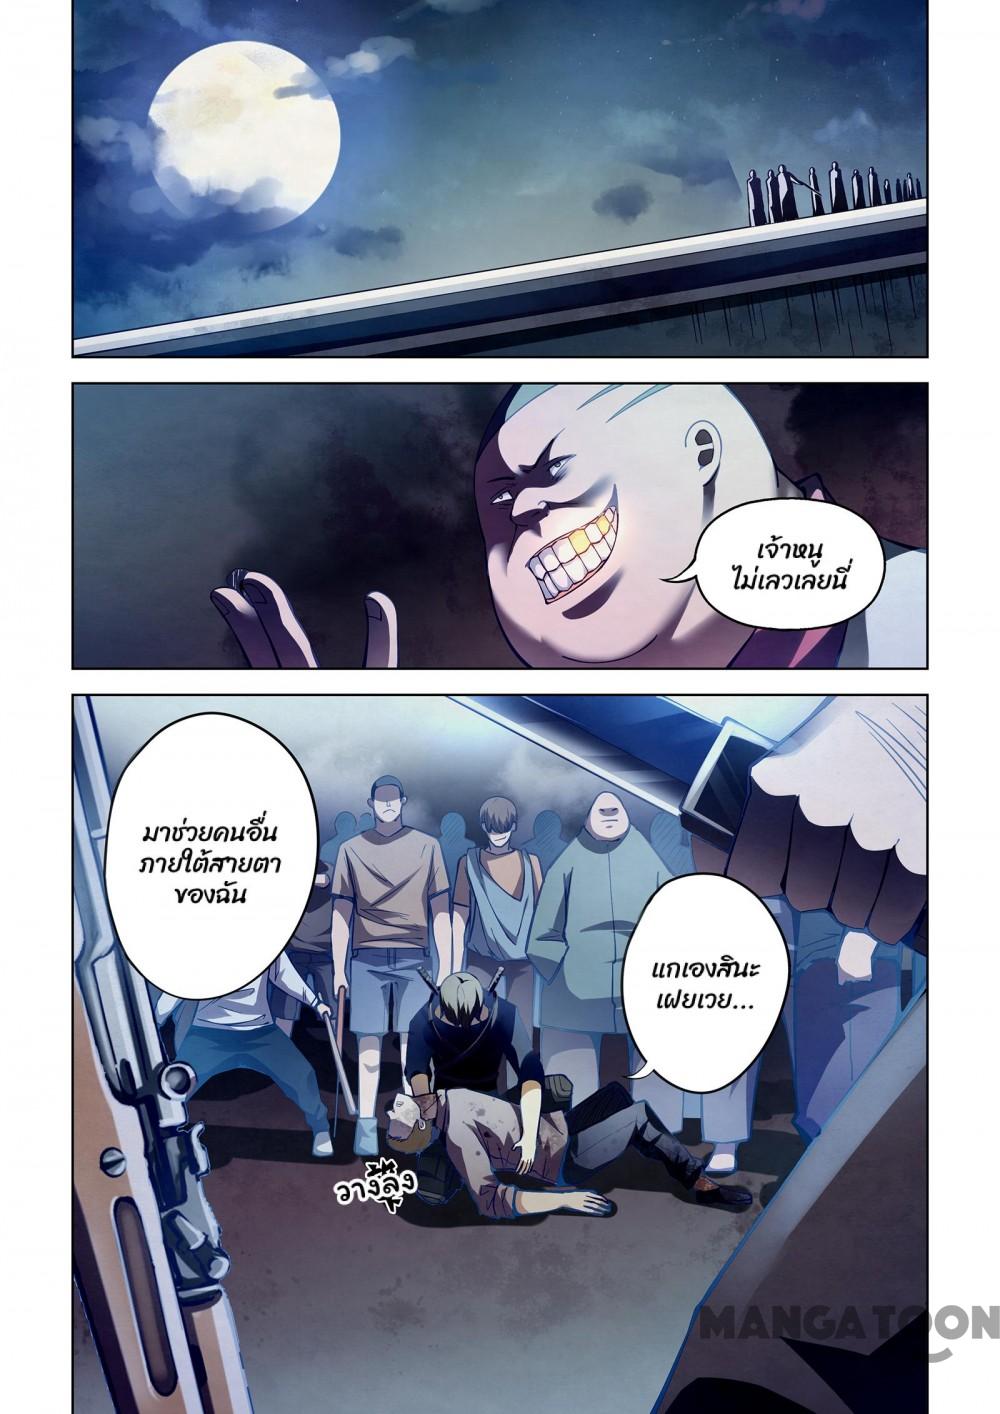 เจ้าหนู
ไม่เลวเลยนี่
มาช่วยคนอื่น
ภายใต้สายตา
ของฉัน
แกเองสินะ
เฝยเวย...
วางลง
MANGATOON